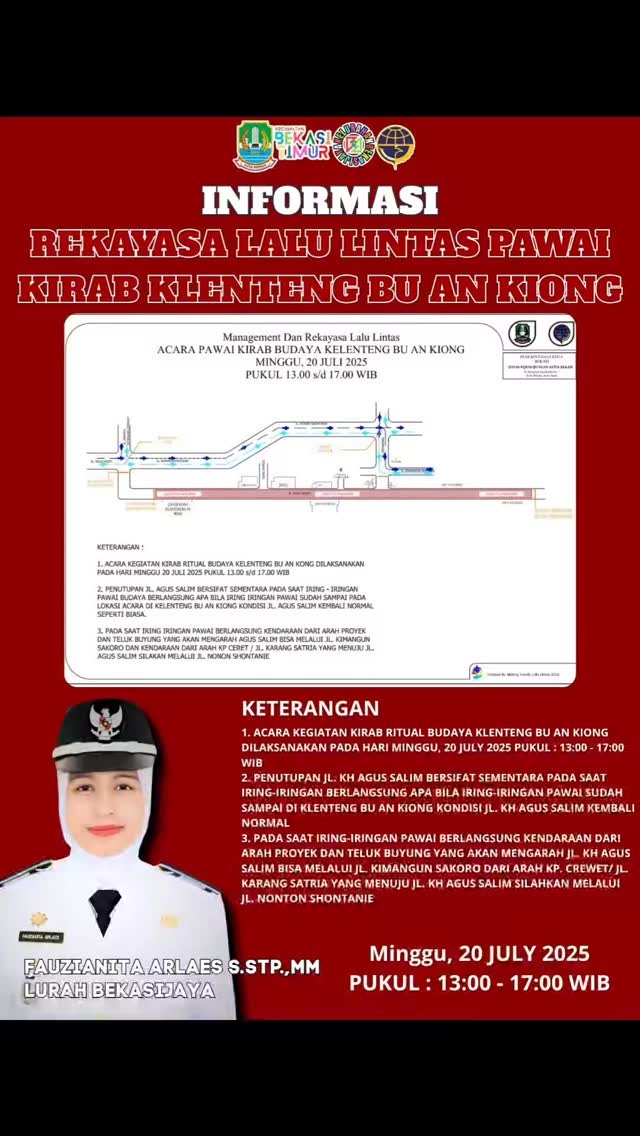 KECAMATAN
BEKASI
TIMUR
INFORMASI
REKAYASA LALU LINTAS PAWAI
KIRAB KLENTENG BU AN KIONG
Management Dan Rekayasa Lalu Lintas
ACARA PAWAI KIRAB BUDAYA KELENTENG BU AN KIONG
MINGGU, 20 JULI 2025
PUKUL 13.00 s/d 17.00 WIB
KETERANGAN :
1. ACARA KEGIATAN KIRAB RITUAL BUDAYA KELENTENG BU AN KONG DILAKSANAKAN
PADA HARI MINGGU 20 JULI 2025 PUKUL 13.00 s/d 17.00 WIB
2. PENUTUPAN JL. AGUS SALIM BERSIFAT SEMENTARA PADA SAAT IRING - IRINGAN
PAWAI BUDAYA BERLANGSUNG APA BILA IRING IRINGAN PAWAI SUDAH SAMPAI PADA
LOKASI ACARA DI KELENTENG BU AN KIONG KONDISI JL. AGUS SALIM KEMBALI NORMAL
SEPERTI BIASA.
3. PADA SAAT IRING IRINGAN PAWAI BERLANGSUNG KENDARAAN DARI ARAH PROYEK
DAN TELUK BUYUNG YANG AKAN MENGARAH AGUS SALIM BISA MELALUI JL. KIMANGUN
SAKORO DAN KENDARAAN DARI ARAH KP CERET / JL. KARANG SATRIA YANG MENUJU JL.
AGUS SALIM SILAKAN MELALUI JL. NONON SHONTANIE
KETERANGAN
1. ACARA KEGIATAN KIRAB RITUAL BUDAYA KLENTENG BU AN KIONG
DILAKSANAKAN PADA HARI MINGGU, 20 JULY 2025 PUKUL : 13:00 - 17:00
WIB
2. PENUTUPAN JL. KH AGUS SALIM BERSIFAT SEMENTARA PADA SAAT
IRING-IRINGAN BERLANGSUNG APA BILA IRING-IRINGAN PAWAI SUDAH
SAMPAI DI KLENTENG BU AN KIONG KONDISI JL. KH AGUS SALIM KEMBALI
NORMAL
3. PADA SAAT IRING-IRINGAN PAWAI BERLANGSUNG KENDARAAN DARI
ARAH PROYEK DAN TELUK BUYUNG YANG AKAN MENGARAH JL. KH AGUS
SALIM BISA MELALUI JL. KIMANGUN SAKORO DARI ARAH KP. CREWET/ JL.
KARANG SATRIA YANG MENUJU JL. KH AGUS SALIM SILAHKAN MELALUI
JL. NONTON SHONTANIE
FAUZIANITA ARLAES
FAUZIANITA ARLAES S.STP.,MM
LURAH BEKASIJAYA
Minggu, 20 JULY 2025
PUKUL : 13:00 - 17:00 WIB